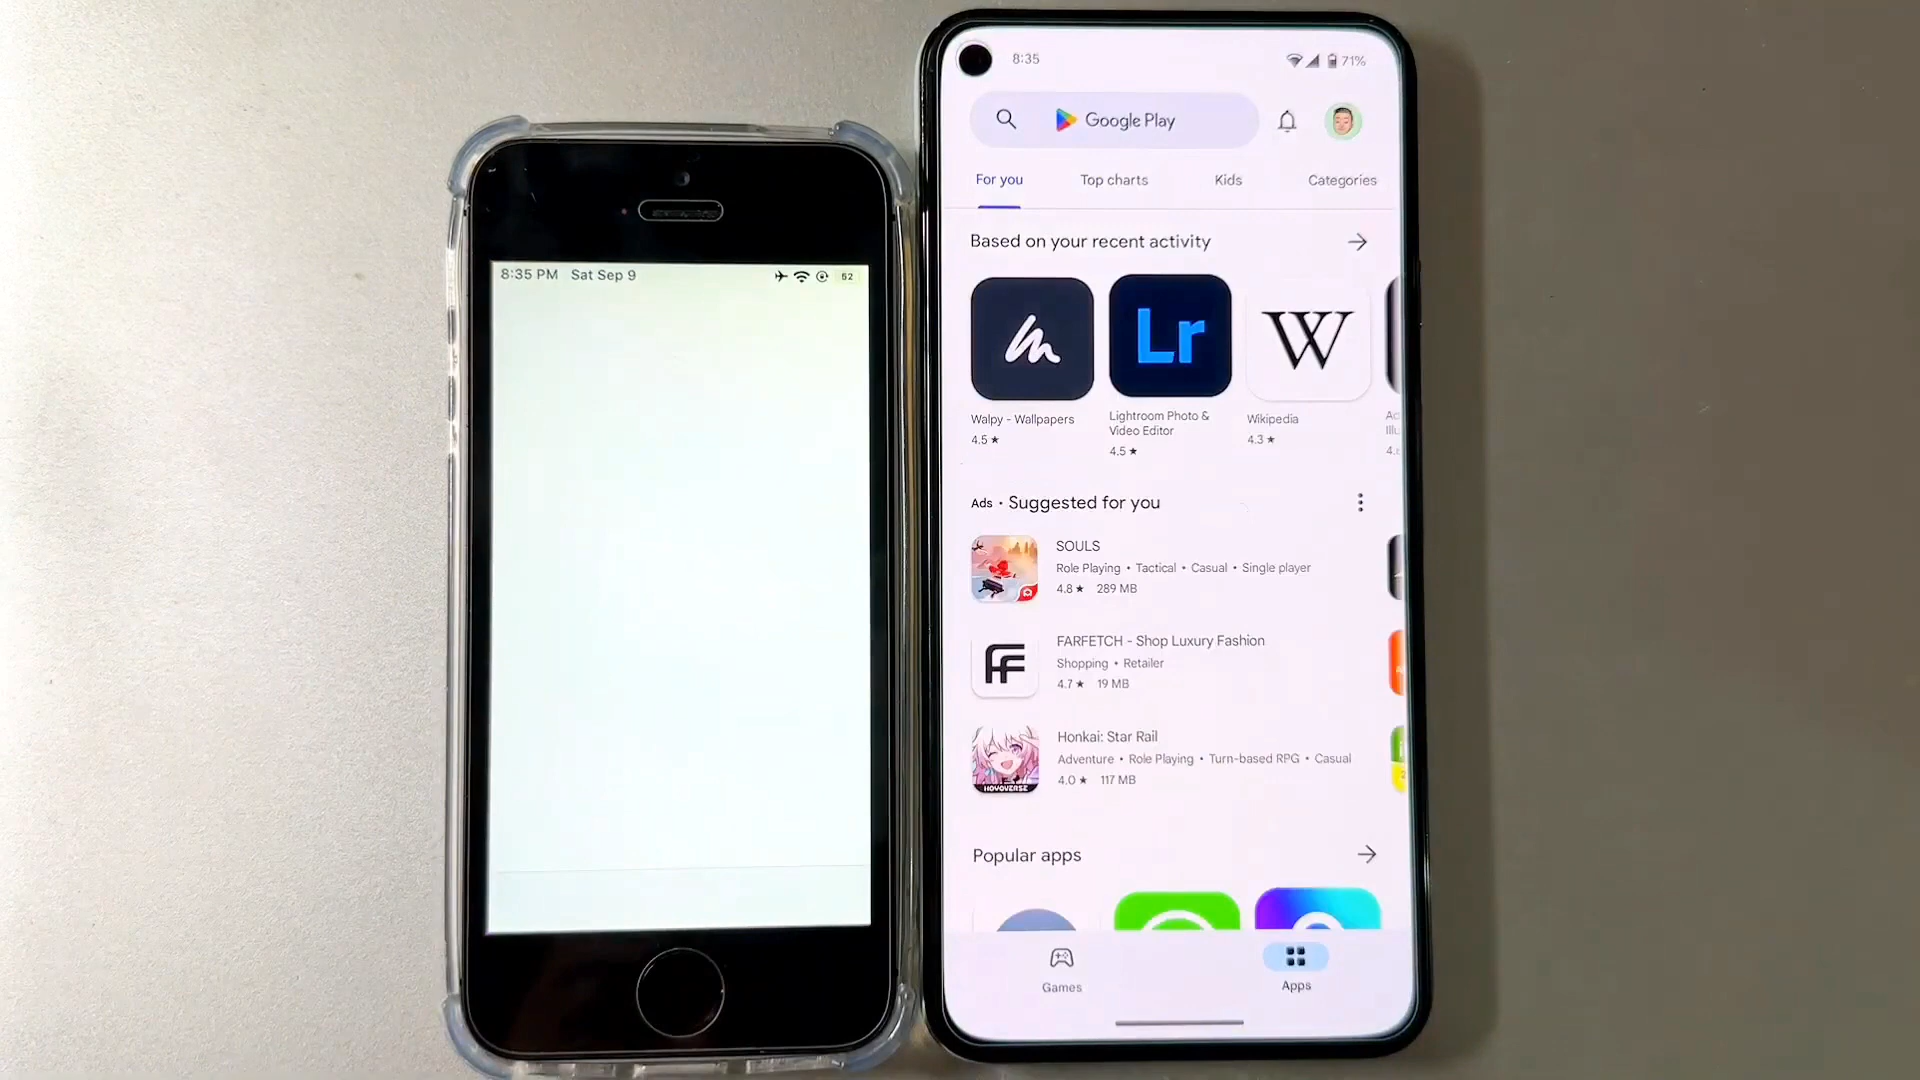 8:35 PM Sat Sep 9
52
8:35
71%
Google Play
For you
Top charts
Kids
Categories
Based on your recent activity
Lr
W
Walpy - Wallpapers
4.5 ★
Lightroom Photo &
Video Editor
4.5 ★
Wikipedia
4.3 ★
Ads • Suggested for you
SOULS
Role Playing • Tactical • Casual • Single player
4.8 ★ 289 MB
FARFETCH - Shop Luxury Fashion
Shopping • Retailer
4.7 ★ 19 MB
HOYOVERSE
Honkai: Star Rail
Adventure • Role Playing • Turn-based RPG • Casual
4.0 ★ 117 MB
Popular apps
Games
Apps